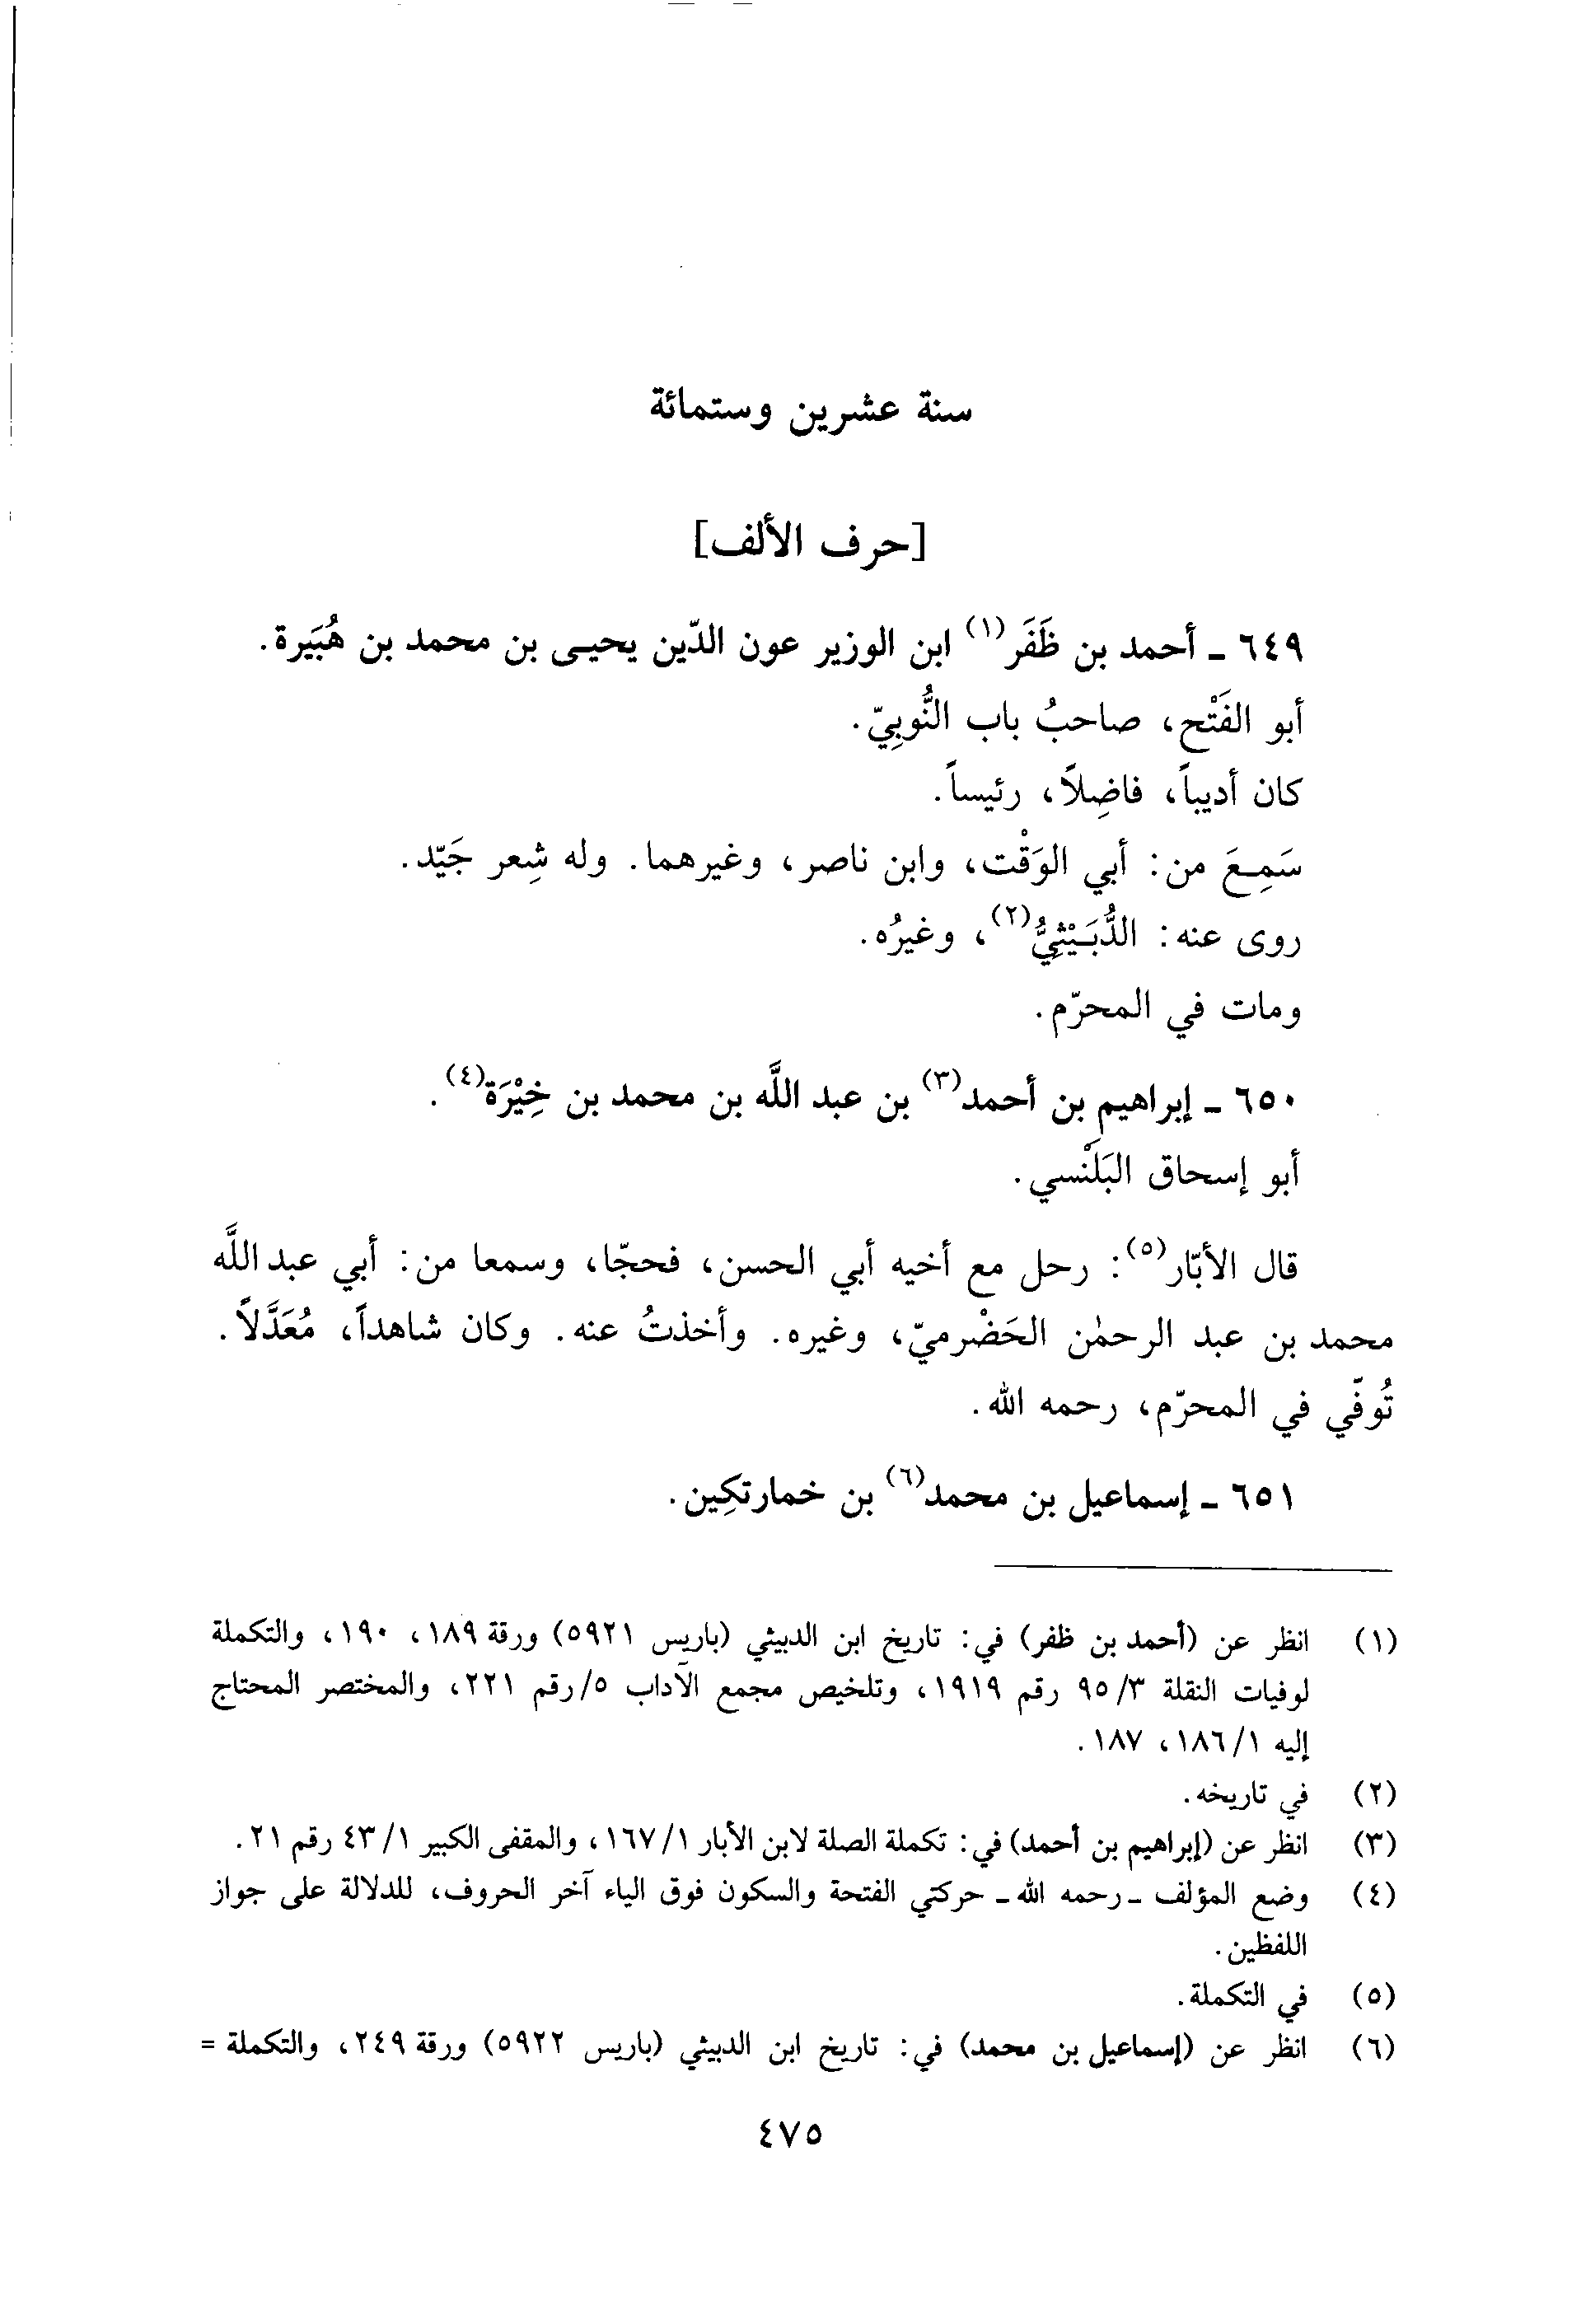 سنة عشرين وستمائة
[حرف الألف]
٦٤٩ ـ أحمد بن ظَفَر(١) ابن الوزير عون الدّين يحيـى بن محمد بن هُبَيرة.
أبو الفَتْح، صاحبُ باب النُّوبِيّ.
كان أديباً، فاضِلاً، رئيساً.
سَمِـعَ من: أبي الوَقْت، وابن ناصر، وغيرهما. وله شِعر جَيّد.
روى عنه: الدُّبَـيْثِيُّ(٢)، وغيرُه.
ومات في المحرّم.
٦٥٠ ـ إبراهيم بن أحمد(٣) بن عبد اللَّه بن محمد بن خِيْرَة(٤).
أبو إسحاق البَلَنْسي.
قال الأبّار(٥): رحل مع أخيه أبي الحسن، فحجّا، وسمعا من: أبي عبد اللَّه
محمد بن عبد الرحمٰن الحَضْرميّ، وغيره. وأخذتُ عنه. وكان شاهداً، مُعَدَّلاً.
تُوفّي في المحرّم، رحمه الله.
٦٥١ ـ إسماعيل بن محمد(٦) بن خمارتكِين.
(١) انظر عن (أحمد بن ظفر) في: تاريخ ابن الدبيثي (باريس ٥٩٢١) ورقة ١٨٩، ١٩٠، والتكملة
لوفيات النقلة ٣/ ٩٥ رقم ١٩١٩، وتلخيص مجمع الآداب ٥/رقم ٢٢١، والمختصر المحتاج
إليه ١/ ١٨٦، ١٨٧.
(٢) في تاريخه.
(٣) انظر عن (إبراهيم بن أحمد) في: تكملة الصلة لابن الأبار ١/ ١٦٧، والمقفى الكبير ١/ ٤٣ رقم ٢١.
(٤) وضع المؤلف ـ رحمه الله ـ حركتي الفتحة والسكون فوق الياء آخر الحروف، للدلالة على جواز
اللفظين.
(٥) في التكملة.
(٦) انظر عن (إسماعيل بن محمد) في: تاريخ ابن الدبيثي (باريس ٥٩٢٢) ورقة ٢٤٩، والتكملة =
٤٧٥